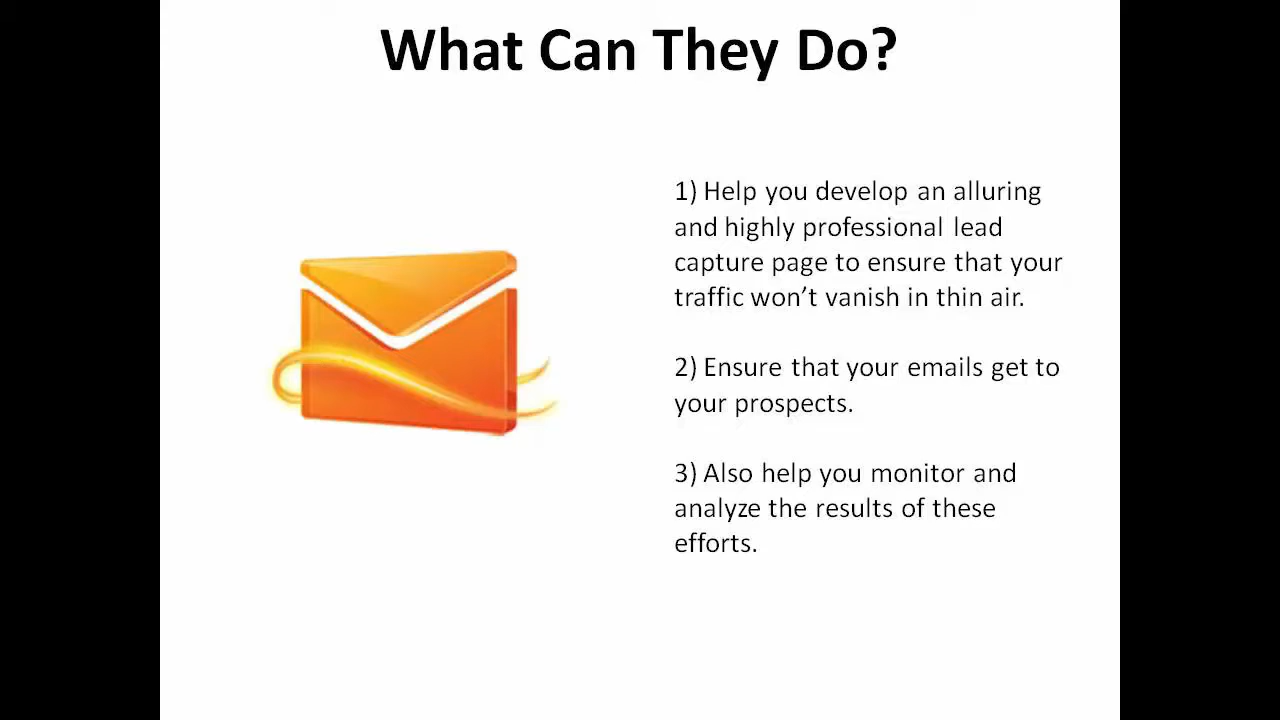 What Can They Do?
1) Help you develop an alluring
and highly professional lead
capture page to ensure that your
traffic won’t vanish in thin air.
2) Ensure that your emails get to
your prospects.
3) Also help you monitor and
analyze the results of these
efforts.